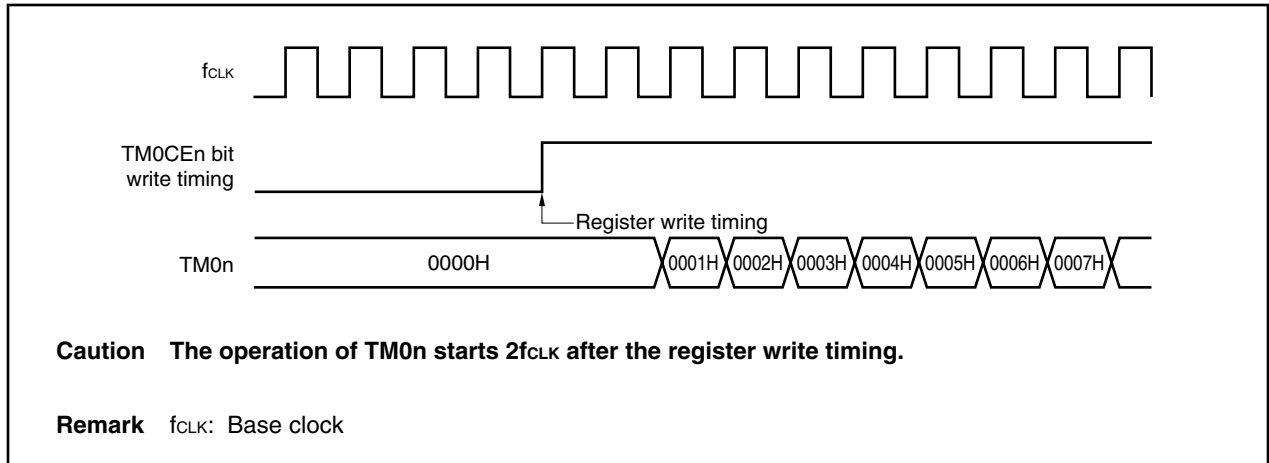 fCLK
TM0CEn bit
write timing
Register write timing
TM0n
0000H 0001H 0002H 0003H 0004H 0005H 0006H 0007H
Caution The operation of TM0n starts 2fCLK after the register write timing.
Remark fCLK: Base clock